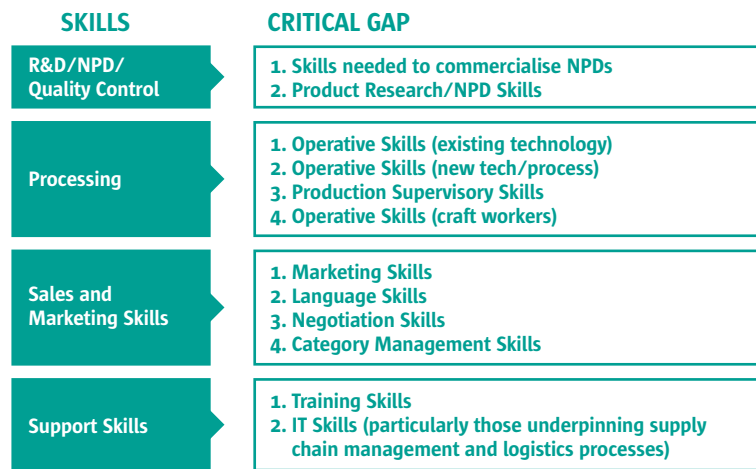 SKILLS
CRITICAL GAP
R&D/NPD/
Quality Control
1. Skills needed to commercialise NPDs
2. Product Research/NPD Skills
Processing
1. Operative Skills (existing technology)
2. Operative Skills (new tech/process)
3. Production Supervisory Skills
4. Operative Skills (craft workers)
Sales and
Marketing Skills
1. Marketing Skills
2. Language Skills
3. Negotiation Skills
4. Category Management Skills
Support Skills
1. Training Skills
2. IT Skills (particularly those underpinning supply
chain management and logistics processes)